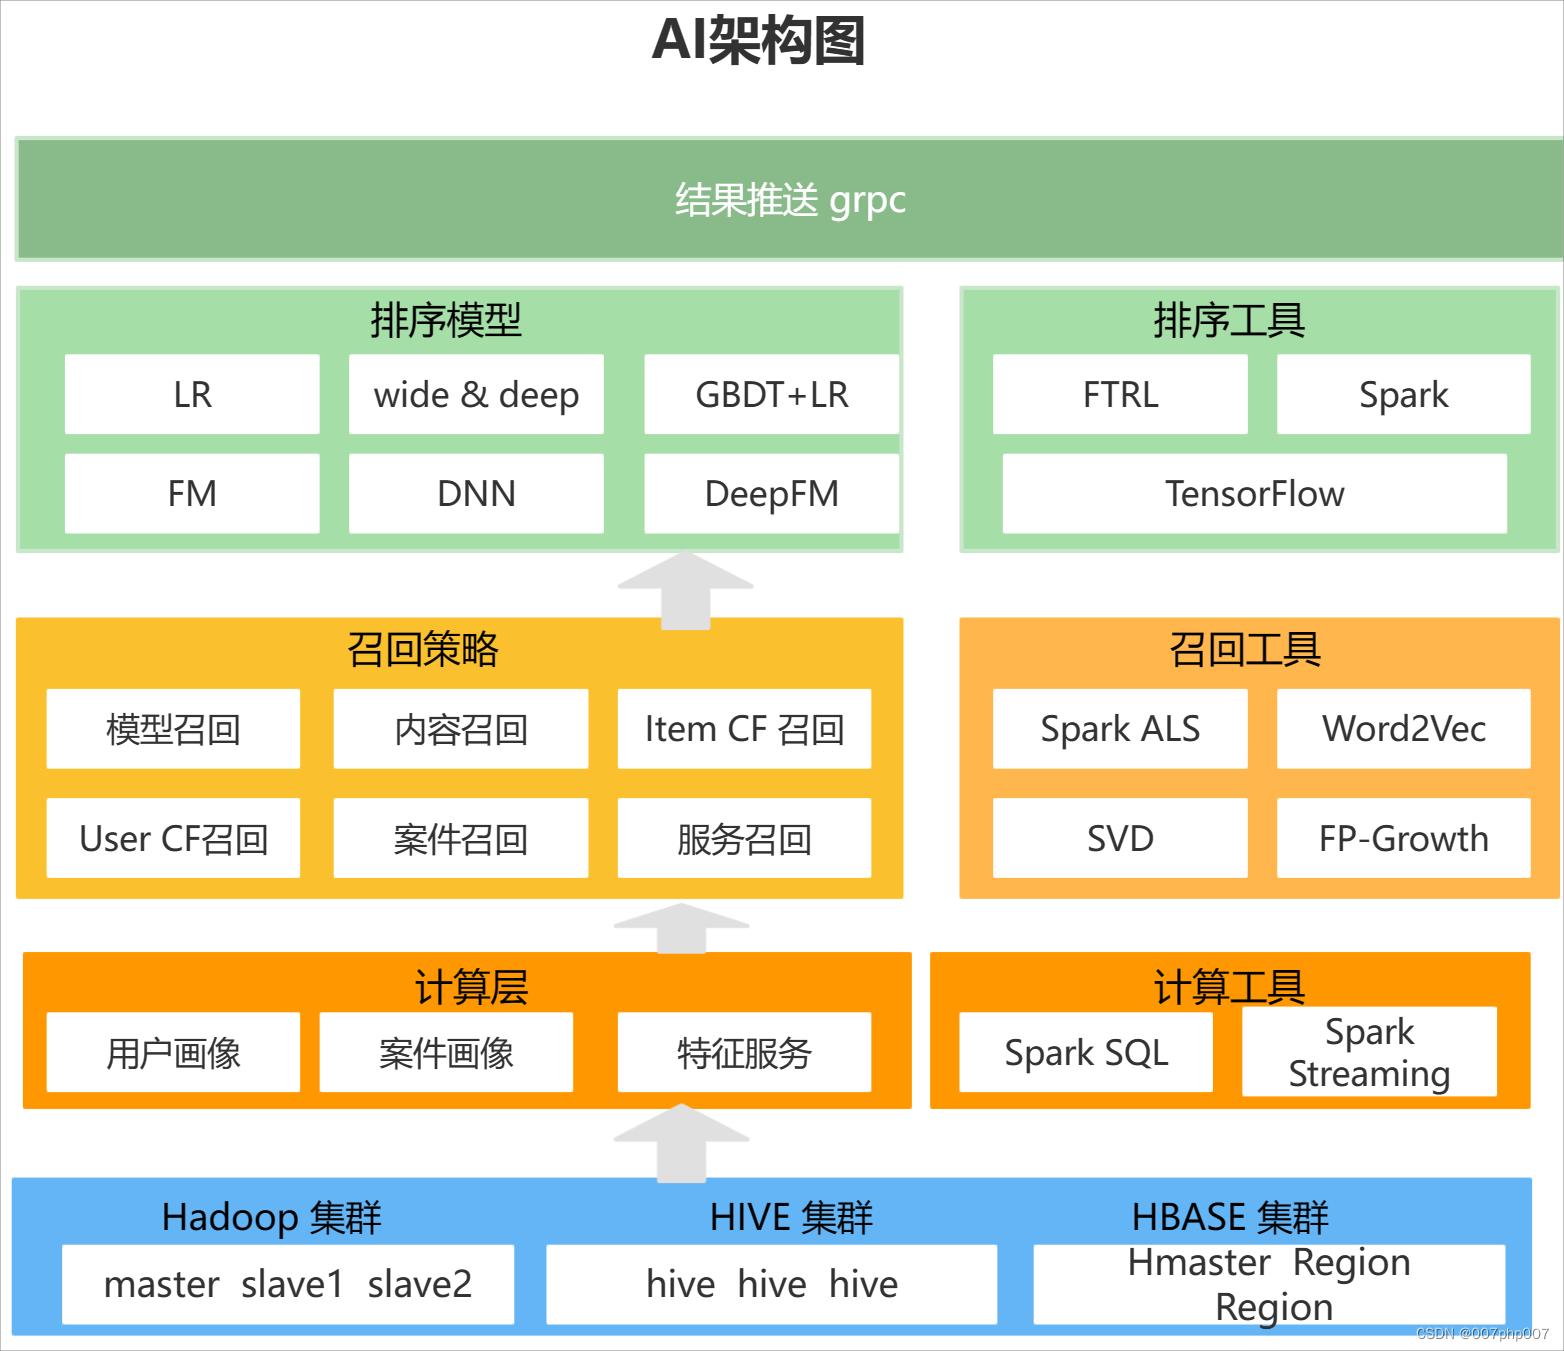 AI架构图
结果推送 grpc
排序模型
LR
wide & deep
GBDT+LR
FM
DNN
DeepFM
排序工具
FTRL
Spark
TensorFlow
召回策略
模型召回
内容召回
Item CF 召回
User CF召回
案件召回
服务召回
召回工具
Spark ALS
Word2Vec
SVD
FP-Growth
计算层
用户画像
案件画像
特征服务
计算工具
Spark SQL
Spark
Streaming
Hadoop 集群
master slave1 slave2
HIVE 集群
hive hive hive
HBASE 集群
Hmaster Region
Region
CSDN @007php007